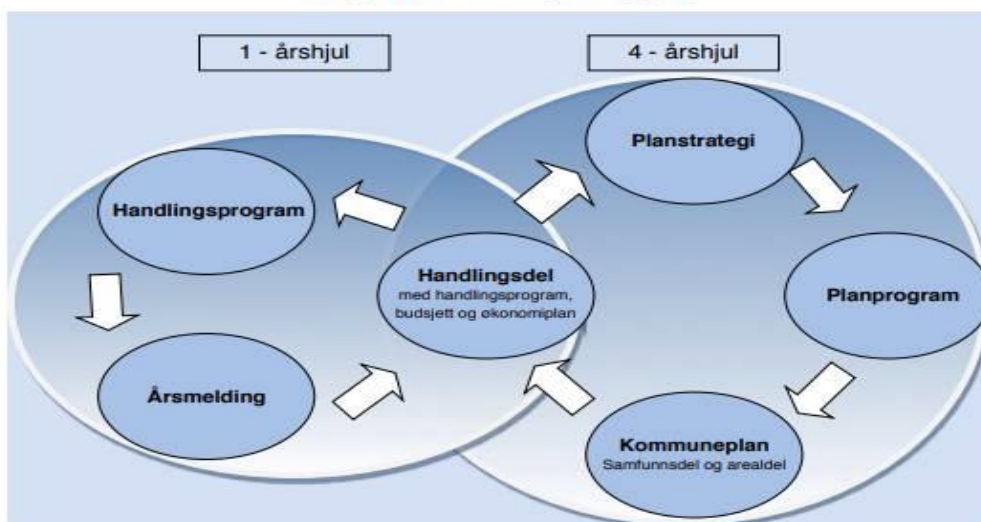 1 - årshjul
4 - årshjul
Planstrategi
Handlingsprogram
Handlingsdel
med handlingsprogram,
budsjett og økonomiplan
Planprogram
Årsmelding
Kommuneplan
Samfunnsdel og arealdel